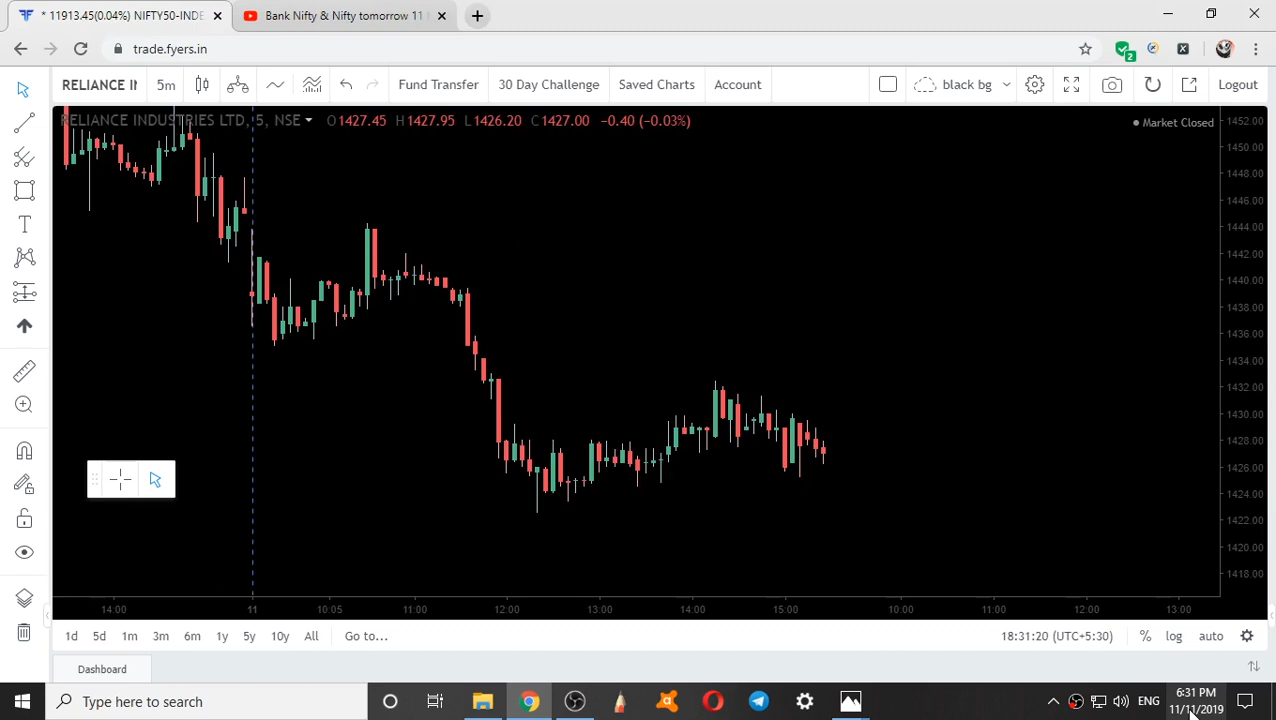 * 11913.45(0.04%) NIFTY50-INDE
Bank Nifty & Nifty tomorrow 11 N
trade.fyers.in
2
RELIANCE I
5m
Fund Transfer
30 Day Challenge
Saved Charts
Account
black bg
Logout
RELIANCE INDUSTRIES LTD, 5, NSE
O1427.45 H1427.95 L1426.20 C1427.00 −0.40 (−0.03%)
Market Closed
1452.00
1450.00
1448.00
1446.00
1444.00
1442.00
1440.00
1438.00
1436.00
1434.00
1432.00
1430.00
1428.00
1426.00
1424.00
1422.00
1420.00
1418.00
14:00 11 10:05 11:00 12:00 13:00 14:00 15:00 10:00 11:00 12:00 13:00
1d 5d 1m 3m 6m 1y 5y 10y All Go to...
18:31:20 (UTC+5:30) % log auto
Dashboard
Type here to search
ENG
6:31 PM
11/11/2019